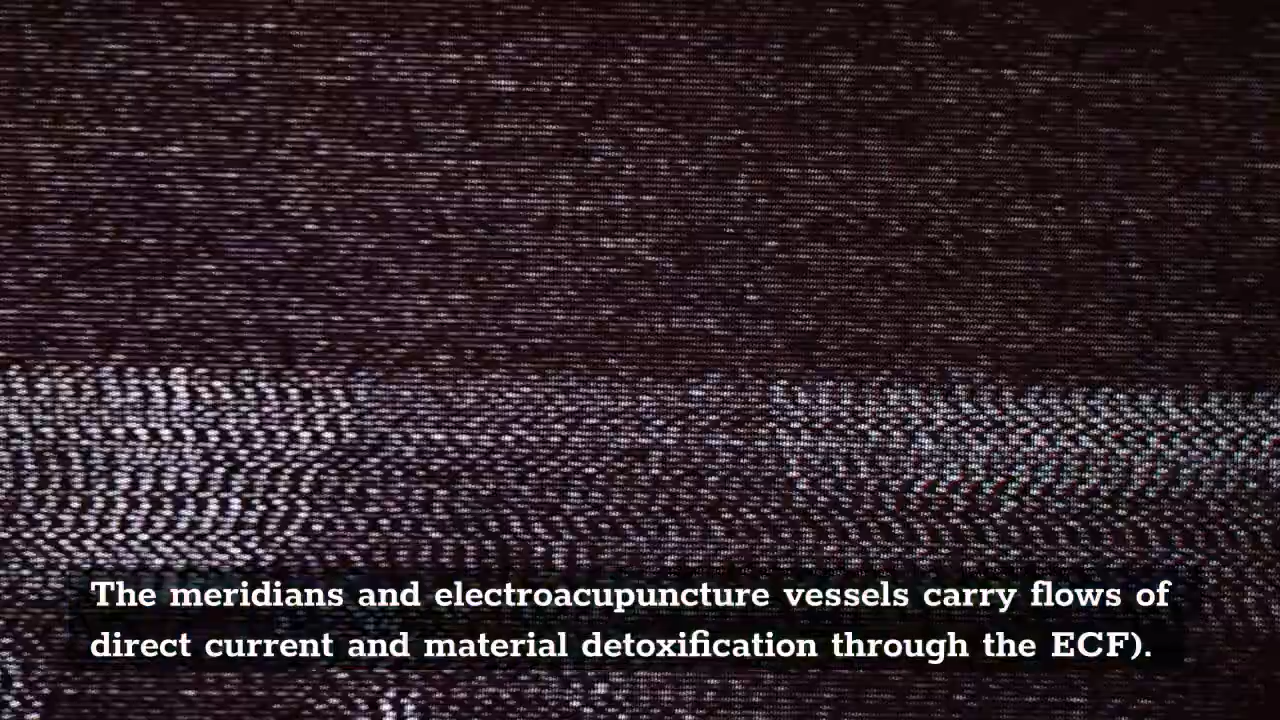 The meridians and electroacupuncture vessels carry flows of
direct current and material detoxification through the ECF).